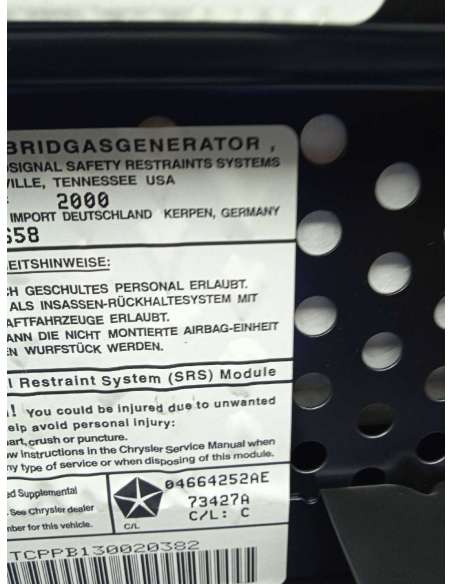 BRIDGASGENERATOR,
OSIGNAL SAFETY RESTRAINTS SYSTEMS
VILLE, TENNESSEE USA
2000
IMPORT DEUTSCHLAND KERPEN, GERMANY
658
EITSHINWEISE:
CH GESCHULTES PERSONAL ERLAUBT.
ALS INSASSEN-RÜCKHALTESYSTEM MIT
AFTFAHRZEUGE ERLAUBT.
ANN DIE NICHT MONTIERTE AIRBAG-EINHEIT
EN WURFSTÜCK WERDEN.
l Restraint System (SRS) Module
! You could be injured due to unwanted
elp avoid personal injury:
part, crush or puncture.
ow instructions in the Chrysler Service Manual when
ny type of service or when disposing of this module.
ed Supplemental
. See Chrysler dealer
mber for this vehicle.
C/L
04664252AE
73427A
C/L: C
TCPPB130020382